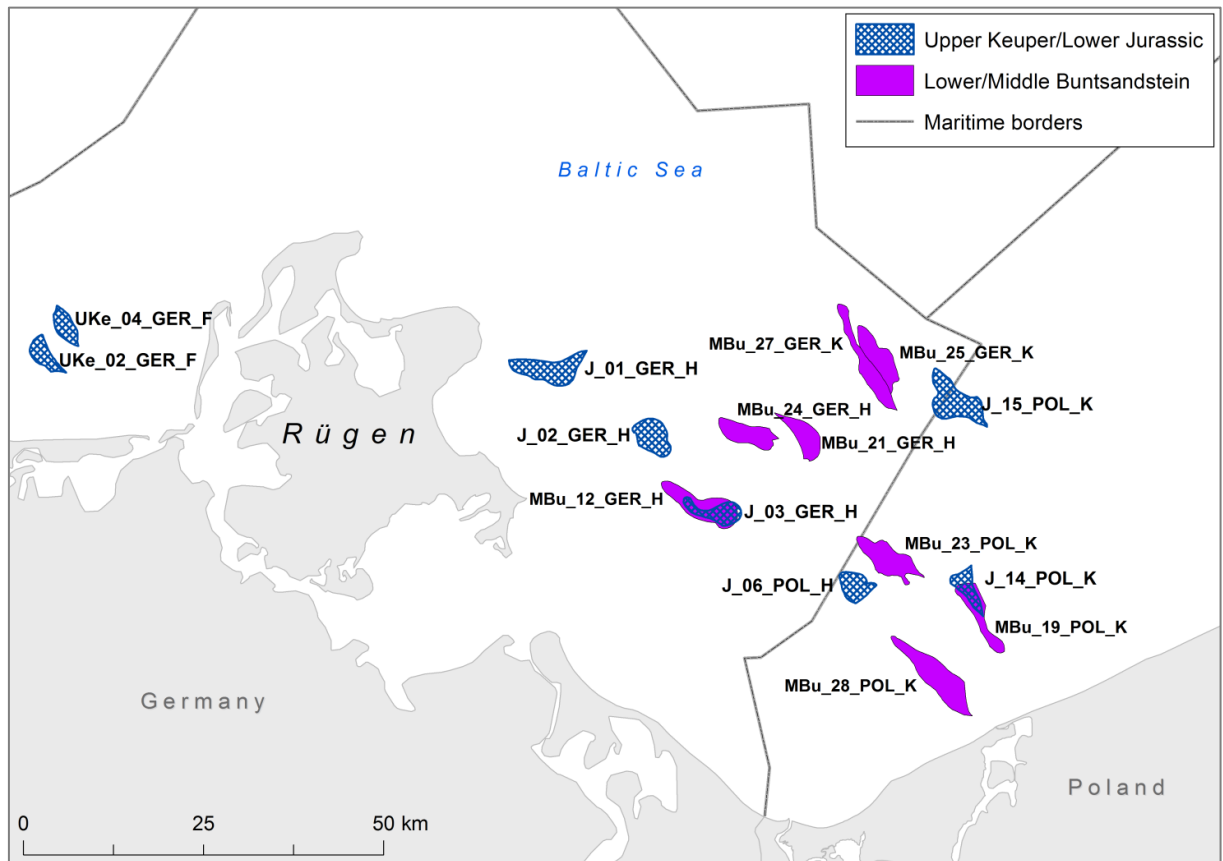 Upper Keuper/Lower Jurassic
Lower/Middle Buntsandstein
Maritime borders
Baltic Sea
UKe_04_GER_F
UKe_02_GER_F
J_01_GER_H
MBu_27_GER_K
MBu_25_GER_K
J_15_POL_K
MBu_24_GER_H
J_02_GER_H
MBu_21_GER_H
Rügen
MBu_12_GER_H
J_03_GER_H
MBu_23_POL_K
J_06_POL_H
J_14_POL_K
MBu_19_POL_K
MBu_28_POL_K
Germany
Poland
0 25 50 km